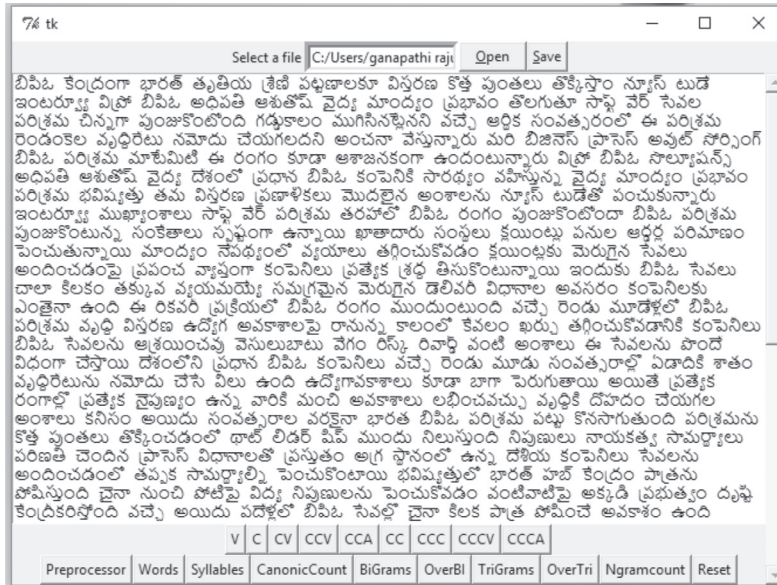 tk
Select a file C:/Users/ganapathi raju Open Save
బిపిఓ కేంద్రంగా భారత్ తృతియ శ్రేణి పట్టణాలకూ విస్తరణ కొత్త పుంతలు తొక్కిస్తాం న్యూస్ టుడే
ఇంటర్వ్యూ విప్రో బిపిఓ అధిపతి ఆశుతోష్ వైద్య మాంద్యం ప్రభావం తొలగుతూ సాఫ్ట్ వేర్ సేవల
పరిశ్రమ చిన్నగా పుంజుకొంటోంది గడ్డుకాలం ముగిసినట్లేనని వచ్చే ఆర్ధిక సంవత్సరంలో ఈ పరిశ్రమ
రెండంకెల వృద్ధిరేటు నమోదు చేయగలదని అంచనా వేస్తున్నారు మరి బిజినెస్ ప్రాసెస్ అవుట్ సోర్సింగ్
బిపిఓ పరిశ్రమ మాటేమిటి ఈ రంగం కూడా ఆశాజనకంగా ఉందంటున్నారు విప్రో బిపిఓ సొల్యూషన్స్
అధిపతి ఆశుతోష్ వైద్య దేశంలో ప్రధాన బిపిఓ కంపెనికి సారథ్యం వహిస్తున్న వైద్య మాంద్యం ప్రభావం
పరిశ్రమ భవిష్యత్తు తమ విస్తరణ ప్రణాళికలు మొదలైన అంశాలను న్యూస్ టుడేతో పంచుకున్నారు
ఇంటర్వ్యూ ముఖ్యాంశాలు సాఫ్ట్ వేర్ పరిశ్రమ తరహాలో బిపిఓ రంగం పుంజుకొంటోందా బిపిఓ పరిశ్రమ
పుంజుకొంటున్న సంకేతాలు స్పష్టంగా ఉన్నాయి ఖాతాదారు సంస్థలు క్లయింట్లు పనుల ఆర్డర్ల పరిమాణం
పెంచుతున్నాయి మాంద్యం నేపథ్యంలో వ్యయాలు తగ్గించుకోవడం క్లయింట్లకు మెరుగైన సేవలు
అందించడంపై ప్రపంచ వ్యాప్తంగా కంపెనిలు ప్రత్యేక శ్రద్ధ తిసుకొంటున్నాయి ఇందుకు బిపిఓ సేవలు
చాలా కిలకం తక్కువ వ్యయమయ్యే సమగ్రమైన మెరుగైన డెలివరి విధానాల అవసరం కంపెనిలకు
ఎంతైనా ఉంది ఈ రికవరి ప్రక్రియలో బిపిఓ రంగం ముందుంటుంది వచ్చే రెండు మూడేళ్లలో బిపిఓ
పరిశ్రమ వృద్ధి విస్తరణ ఉద్యోగ అవకాశాలపై రానున్న కాలంలో కేవలం ఖర్చు తగ్గించుకోవడానికి కంపెనిలు
బిపిఓ సేవలను ఆశ్రయించవు వెసులుబాటు వేగం రిస్క్ రివార్డ్ వంటి అంశాలు ఈ సేవలను పొందే
విధంగా చేస్తాయి దేశంలోని ప్రధాన బిపిఓ కంపెనిలు వచ్చే రెండు మూడు సంవత్సరాల్లో ఏడాదికి శాతం
వృద్ధిరేటును నమోదు చేసే విలు ఉంది ఉద్యోగావకాశాలు కూడా బాగా పెరుగుతాయి అయితే ప్రత్యేక
రంగాల్లో ప్రత్యేక నైపుణ్యం ఉన్న వారికి మంచి అవకాశాలు లభించవచ్చు వృద్ధికి దొహదం చేయగల
అంశాలు కనిసం అయిదు సంవత్సరాల వరకైనా భారత బిపిఓ పరిశ్రమ పట్టు కొనసాగుతుంది పరిశ్రమను
కొత్త పుంతలు తొక్కించడంలో థాట్ లిడర్ షిప్ ముందు నిలుస్తుంది నిపుణులు నాయకత్వ సామర్ధ్యాలు
పరిణతి చెందిన ప్రాసెస్ విధానాలతో ప్రస్తుతం అగ్ర స్థానంలో ఉన్న దేశియ కంపెనిలు సేవలను
అందించడంలో తప్పక సామర్ధ్యాల్ని పెంచుకొంటాయి భవిష్యత్తులో భారత్ హబ్ కేంద్రం పాత్రను
పోషిస్తుంది చైనా నుంచి పోటిపై విద్య నిపుణులను పెంచుకోవడం వంటివాటిపై అక్కడి ప్రభుత్వం దృష్టి
కేంద్రికరిస్తోంది వచ్చే అయిదు పదేళ్లలో బిపిఓ సేవల్లో చైనా కిలక పాత్ర పోషించే అవకాశం ఉంది
V C CV CCV CCA CC CCC CCCV CCCA
Preprocessor Words Syllables CanonicCount BiGrams OverBI TriGrams OverTri Ngramcount Reset